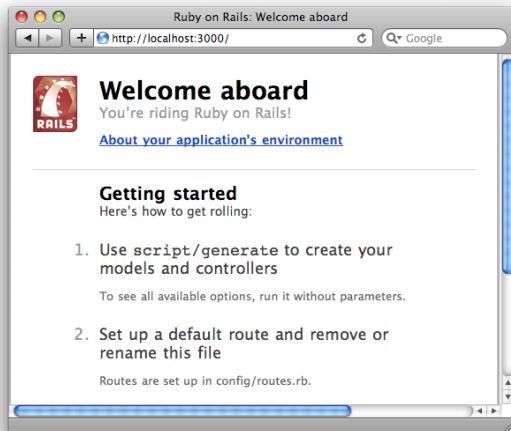 Ruby on Rails: Welcome aboard
http://localhost:3000/
Google
RAILS
Welcome aboard
You're riding Ruby on Rails!
About your application's environment
Getting started
Here's how to get rolling:
1. Use script/generate to create your
models and controllers
To see all available options, run it without parameters.
2. Set up a default route and remove or
rename this file
Routes are set up in config/routes.rb.